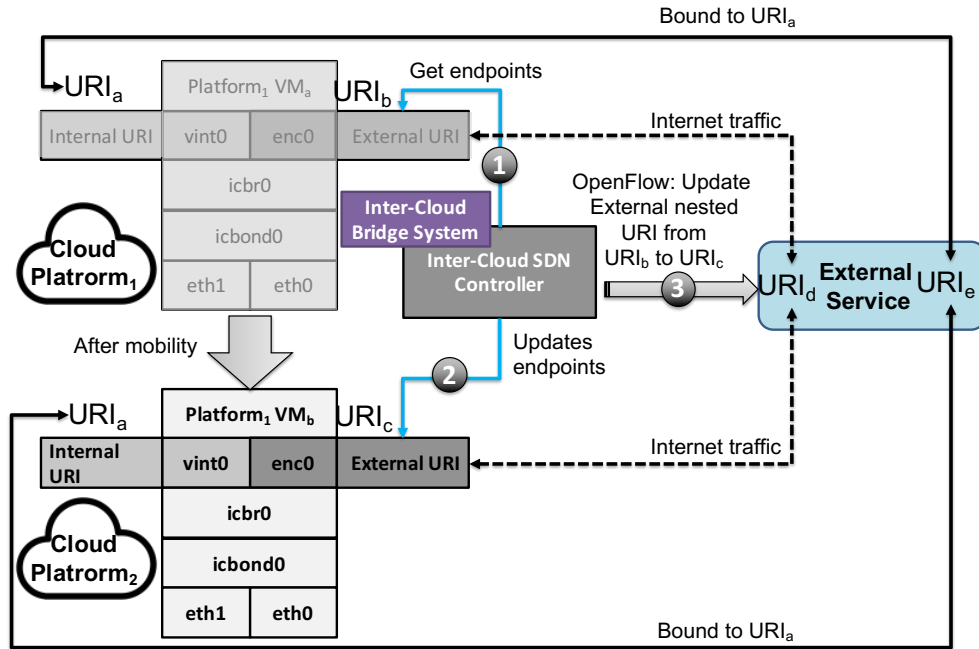 Bound to URIa
URIa
Platform1 VMa
URIb
Get endpoints
Internal URI
vint0
enc0
External URI
Internet traffic
1
icbr0
Inter-Cloud
Bridge System
OpenFlow: Update
External nested
URI from
URIb to URIc
Cloud
Platrorm1
icbond0
Inter-Cloud SDN
Controller
eth1
eth0
3
URId
External
Service
URIe
After mobility
Updates
endpoints
2
URIa
Platform1 VMb
URIc
Internal
URI
vint0
enc0
External URI
Internet traffic
icbr0
Cloud
Platrorm2
icbond0
eth1
eth0
Bound to URIa